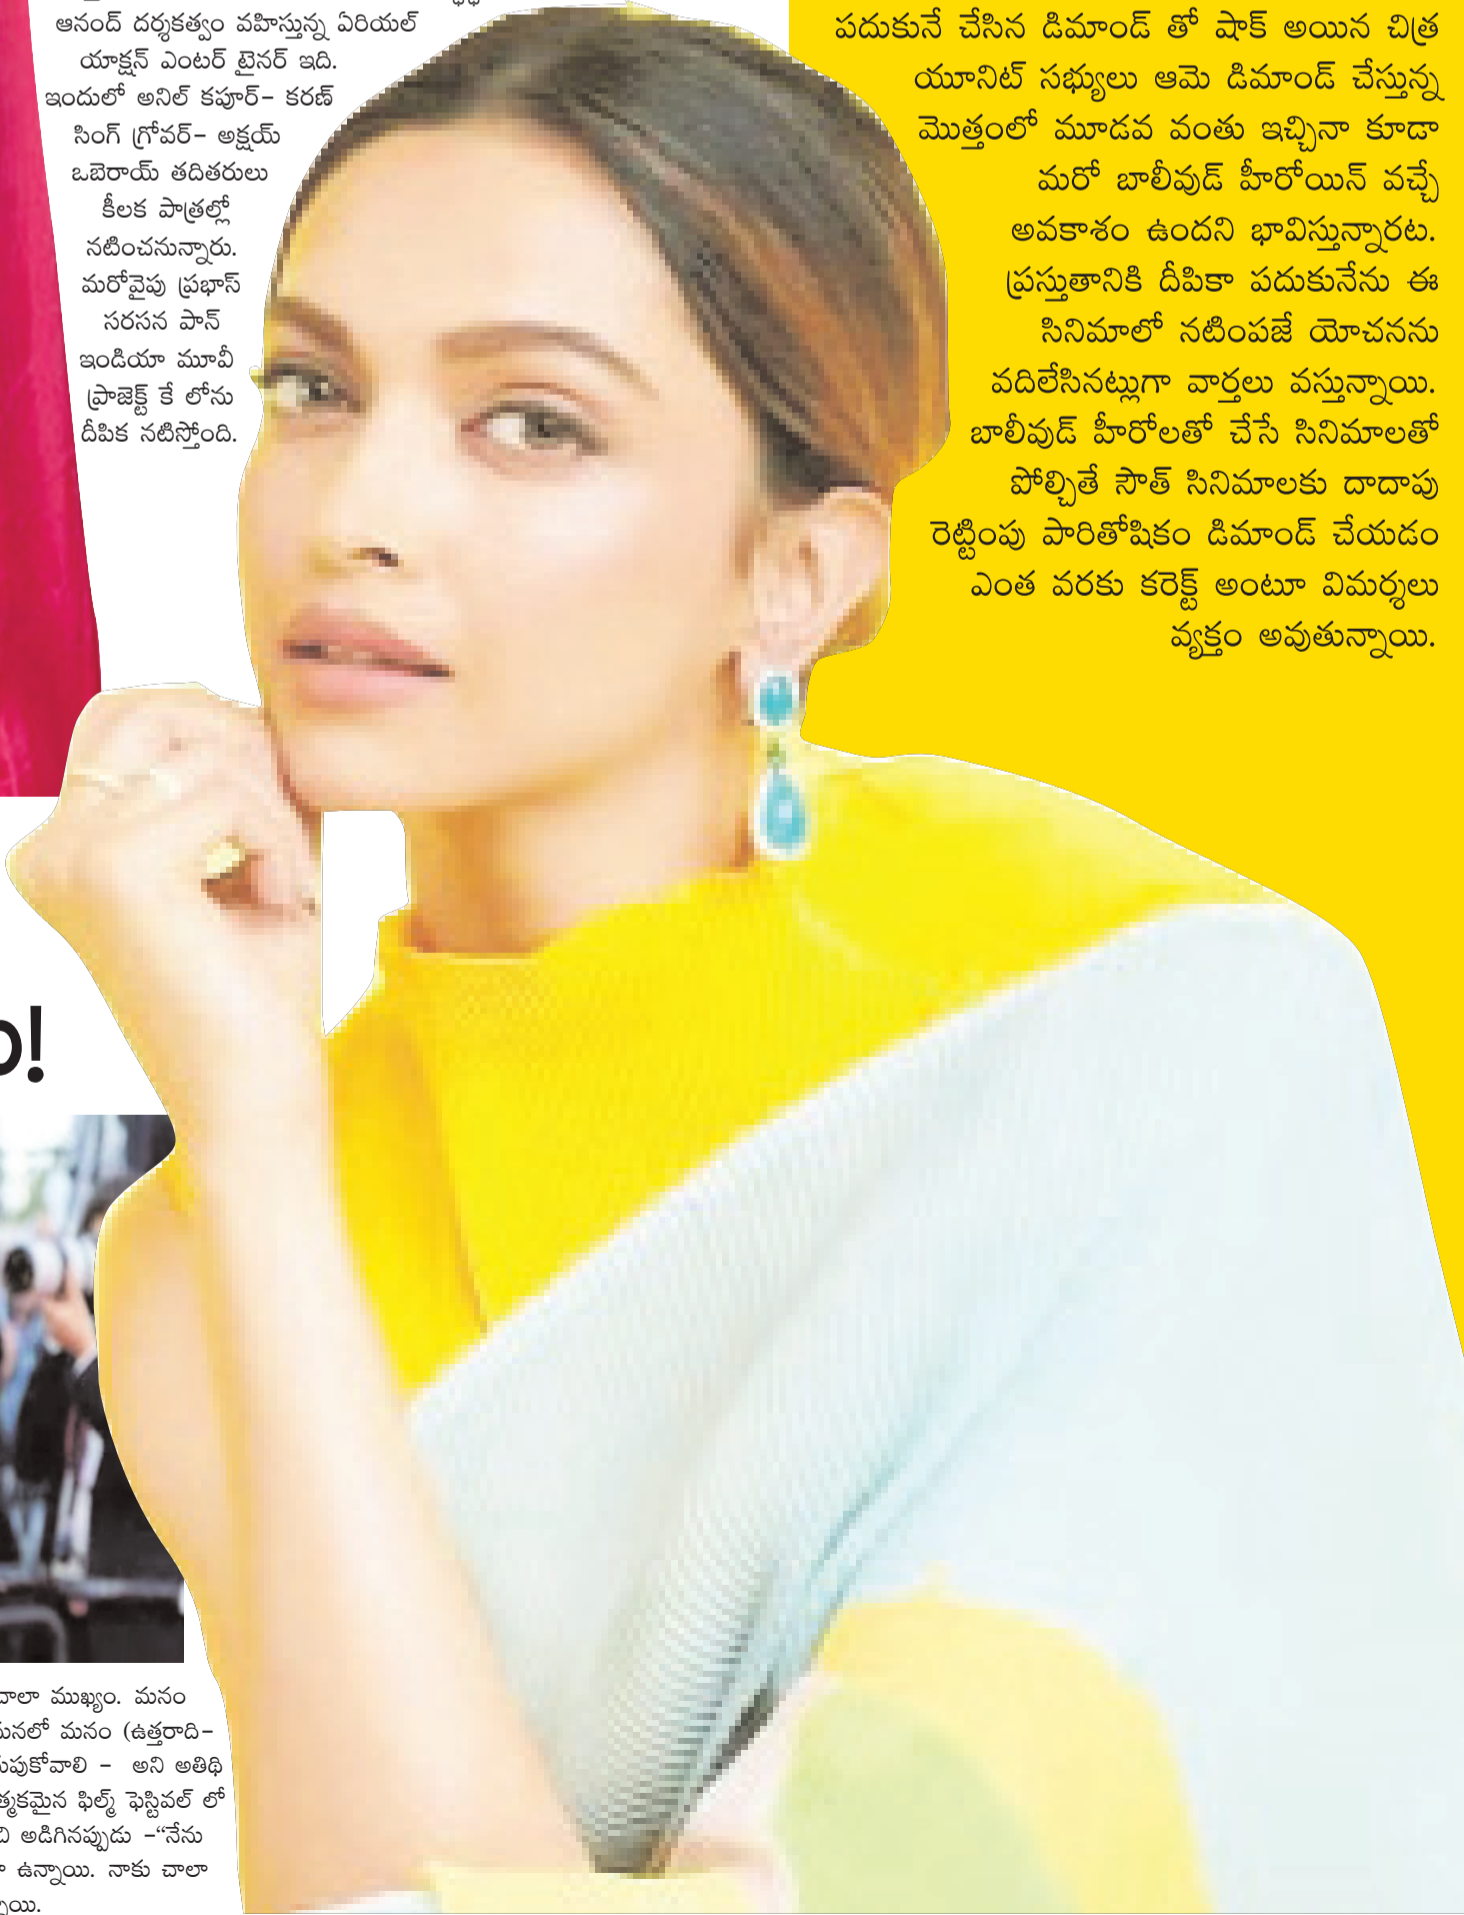 ఆనంద్ దర్శకత్వం వహిస్తున్న ఏరియల్
యాక్షన్ ఎంటర్ టైనర్ ఇది.
ఇందులో అనిల్ కపూర్- కరణ్
సింగ్ గ్రోవర్- అక్షయ్
ఒబెరాయ్ తదితరులు
కీలక పాత్రల్లో
నటించనున్నారు.
మరోవైపు ప్రభాస్
సరసన పాన్
ఇండియా మూవీ
ప్రాజెక్ట్ కే లోను
దీపిక నటిస్తోంది.
పదుకునే చేసిన డిమాండ్ తో షాక్ అయిన చిత్ర
యూనిట్ సభ్యులు ఆమె డిమాండ్ చేస్తున్న
మొత్తంలో మూడవ వంతు ఇచ్చినా కూడా
మరో బాలీవుడ్ హీరోయిన్ వచ్చే
అవకాశం ఉందని భావిస్తున్నారట.
ప్రస్తుతానికి దీపికా పదుకునేను ఈ
సినిమాలో నటింపజే యోచనను
వదిలేసినట్లుగా వార్తలు వస్తున్నాయి.
బాలీవుడ్ హీరోలతో చేసే సినిమాలతో
పోల్చితే సౌత్ సినిమాలకు దాదాపు
రెట్టింపు పారితోషికం డిమాండ్ చేయడం
ఎంత వరకు కరెక్ట్ అంటూ విమర్శలు
వ్యక్తం అవుతున్నాయి.
!
చాలా ముఖ్యం. మనం
మనం (ఉత్తరాది-
- అని అతిథి
ఫిల్మ్ ఫెస్టివల్ లో
అడిగినప్పుడు -“నేను
ఉన్నాయి. నాకు చాలా